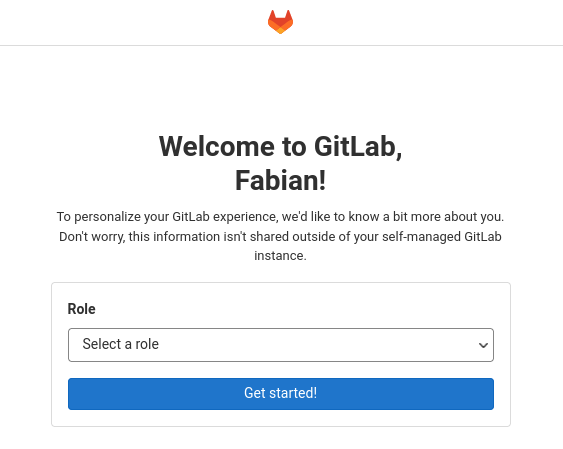 Welcome to GitLab,
Fabian!
To personalize your GitLab experience, we'd like to know a bit more about you.
Don't worry, this information isn't shared outside of your self-managed GitLab
instance.
Role
Select a role
Get started!